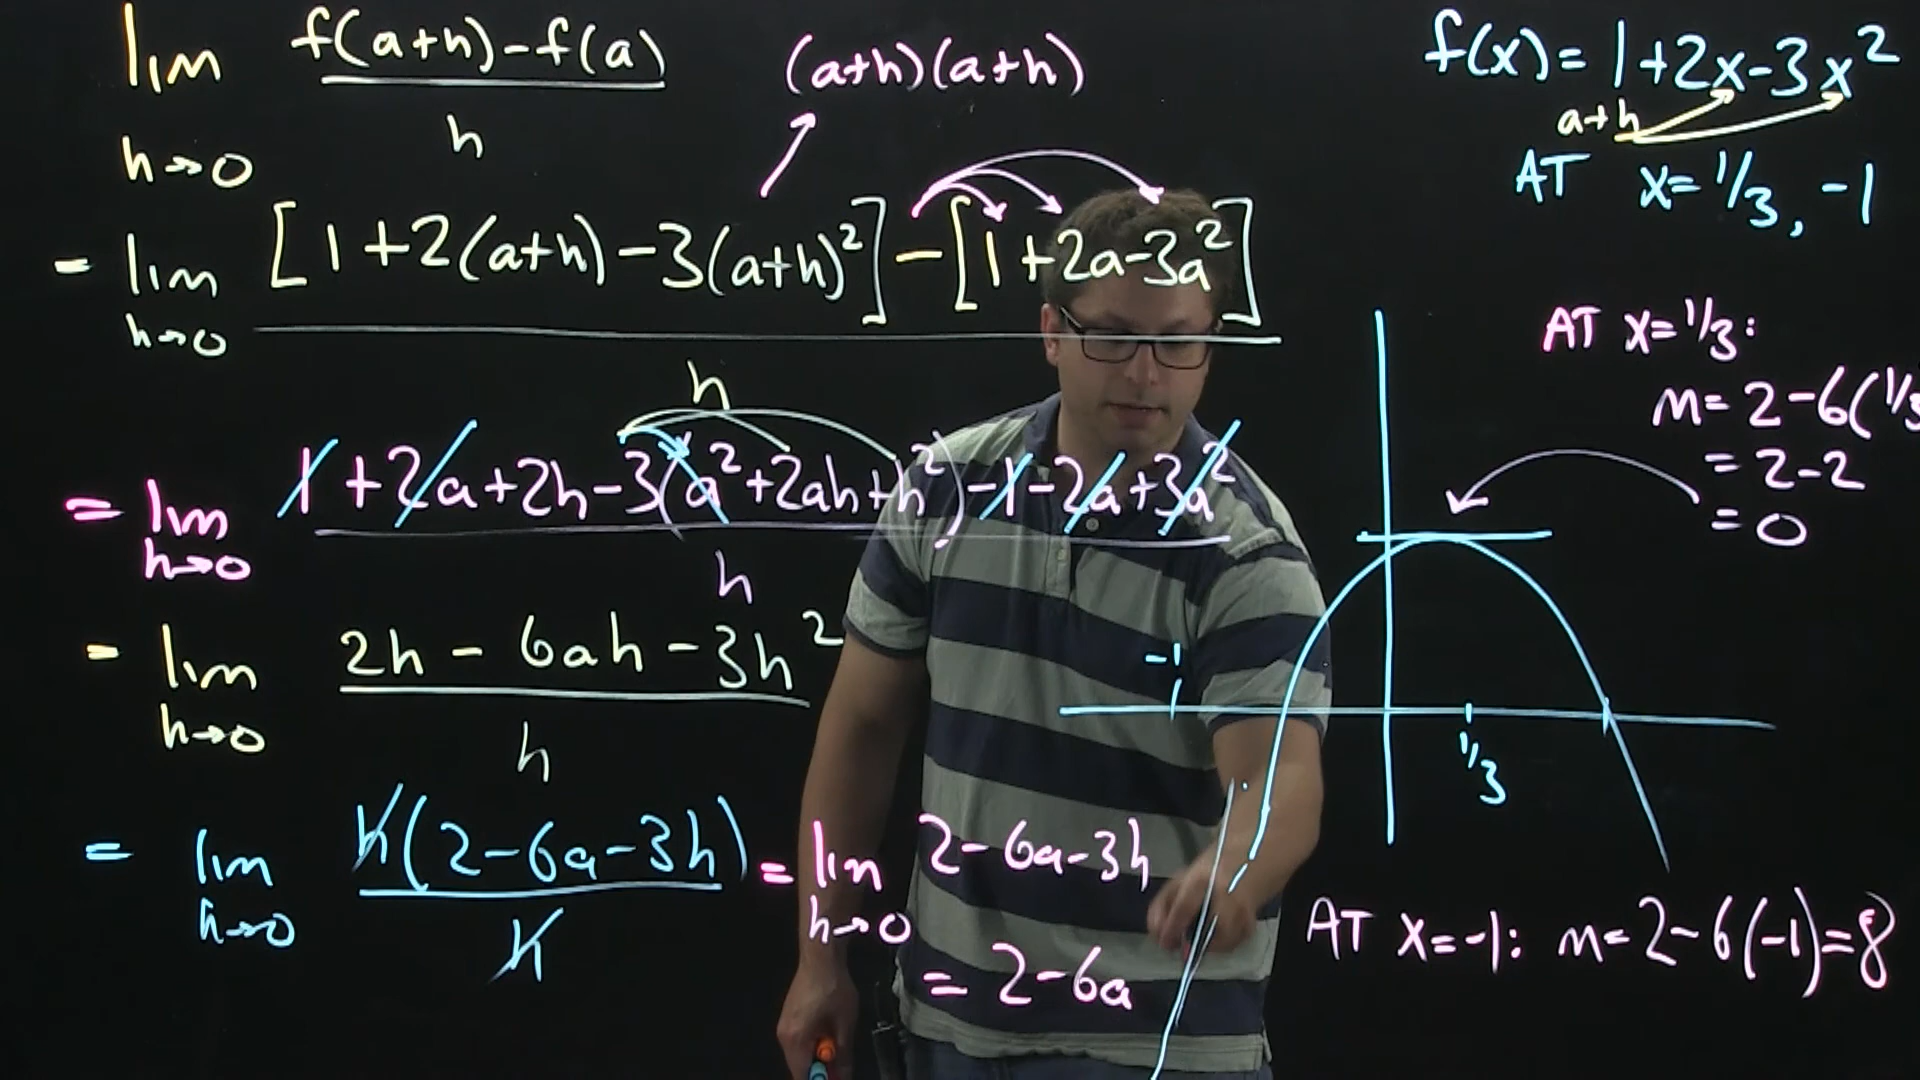 lim f(a+h)-f(a)
h→0 h
(a+h)(a+h)
= lim [1+2(a+h)-3(a+h)²]-[1+2a-3a²]
h→0 h
= lim 1+2a+2h-3(a²+2ah+h²)-1-2a+3a²
h→0 h
= lim 2h-6ah-3h²
h→0 h
= lim h(2-6a-3h)
h→0 h
= lim 2-6a-3h
h→0
= 2-6a
f(x)=1+2x-3x²
a+h
AT x=1/3, -1
AT x=1/3:
m=2-6(1/3
=2-2
=0
-1
1/3
AT x=-1: m=2-6(-1)=8